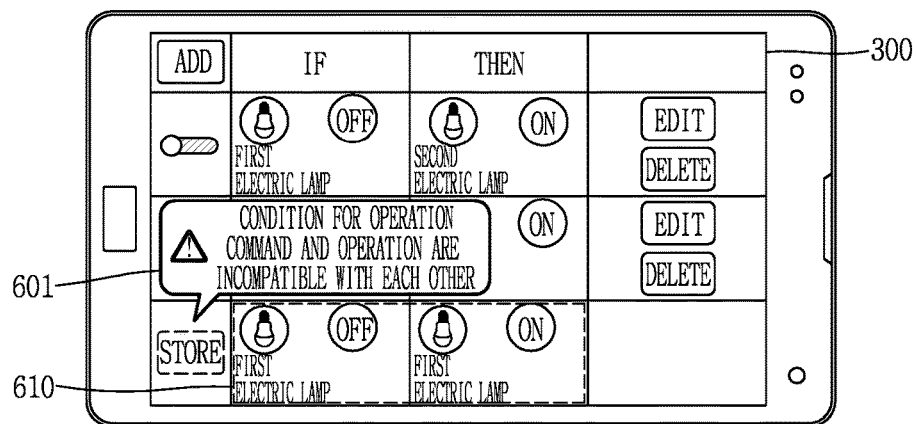 ADD
IF
THEN
300
OFF
ON
EDIT
FIRST
ELECTRIC LAMP
SECOND
ELECTRIC LAMP
DELETE
CONDITION FOR OPERATION
COMMAND AND OPERATION ARE
INCOMPATIBLE WITH EACH OTHER
ON
EDIT
DELETE
601
STORE
OFF
ON
FIRST
ELECTRIC LAMP
FIRST
ELECTRIC LAMP
610